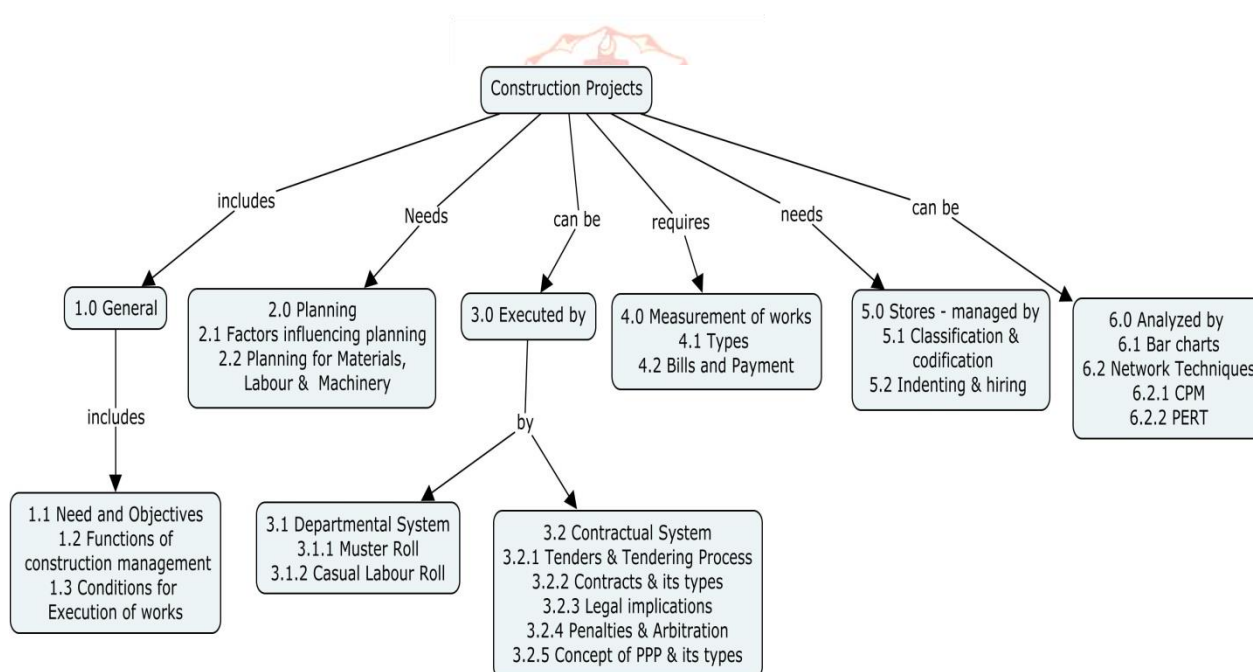 Construction Projects
includes
Needs
can be
requires
needs
can be
1.0 General
2.0 Planning
2.1 Factors influencing planning
2.2 Planning for Materials,
Labour & Machinery
3.0 Executed by
4.0 Measurement of works
4.1 Types
4.2 Bills and Payment
5.0 Stores - managed by
5.1 Classification &
codification
5.2 Indenting & hiring
6.0 Analyzed by
6.1 Bar charts
6.2 Network Techniques
6.2.1 CPM
6.2.2 PERT
includes
by
1.1 Need and Objectives
1.2 Functions of
construction management
1.3 Conditions for
Execution of works
3.1 Departmental System
3.1.1 Muster Roll
3.1.2 Casual Labour Roll
3.2 Contractual System
3.2.1 Tenders & Tendering Process
3.2.2 Contracts & its types
3.2.3 Legal implications
3.2.4 Penalties & Arbitration
3.2.5 Concept of PPP & its types